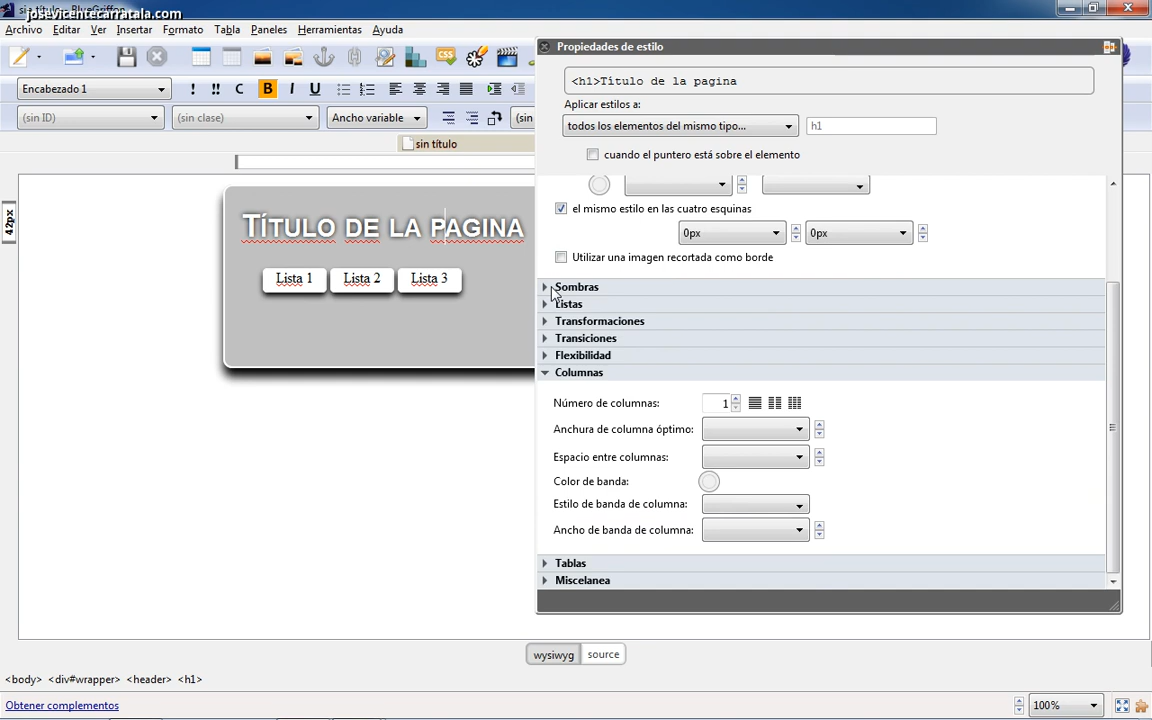 sin título - BlueGriffon
josevicentecarratala.com
Archivo Editar Ver Insertar Formato Tabla Paneles Herramientas Ayuda
Encabezado 1 ! !! C B I U
(sin ID) (sin clase) Ancho variable (sin
sin título
42px
Título de la pagina
Lista 1 Lista 2 Lista 3
Propiedades de estilo
<h1>Título de la pagina
Aplicar estilos a:
todos los elementos del mismo tipo... h1
cuando el puntero está sobre el elemento
el mismo estilo en las cuatro esquinas
0px 0px
Utilizar una imagen recortada como borde
Sombras
Listas
Transformaciones
Transiciones
Flexibilidad
Columnas
Número de columnas: 1
Anchura de columna óptimo:
Espacio entre columnas:
Color de banda:
Estilo de banda de columna:
Ancho de banda de columna:
Tablas
Miscelanea
wysiwyg source
<body> <div#wrapper> <header> <h1>
Obtener complementos 100%